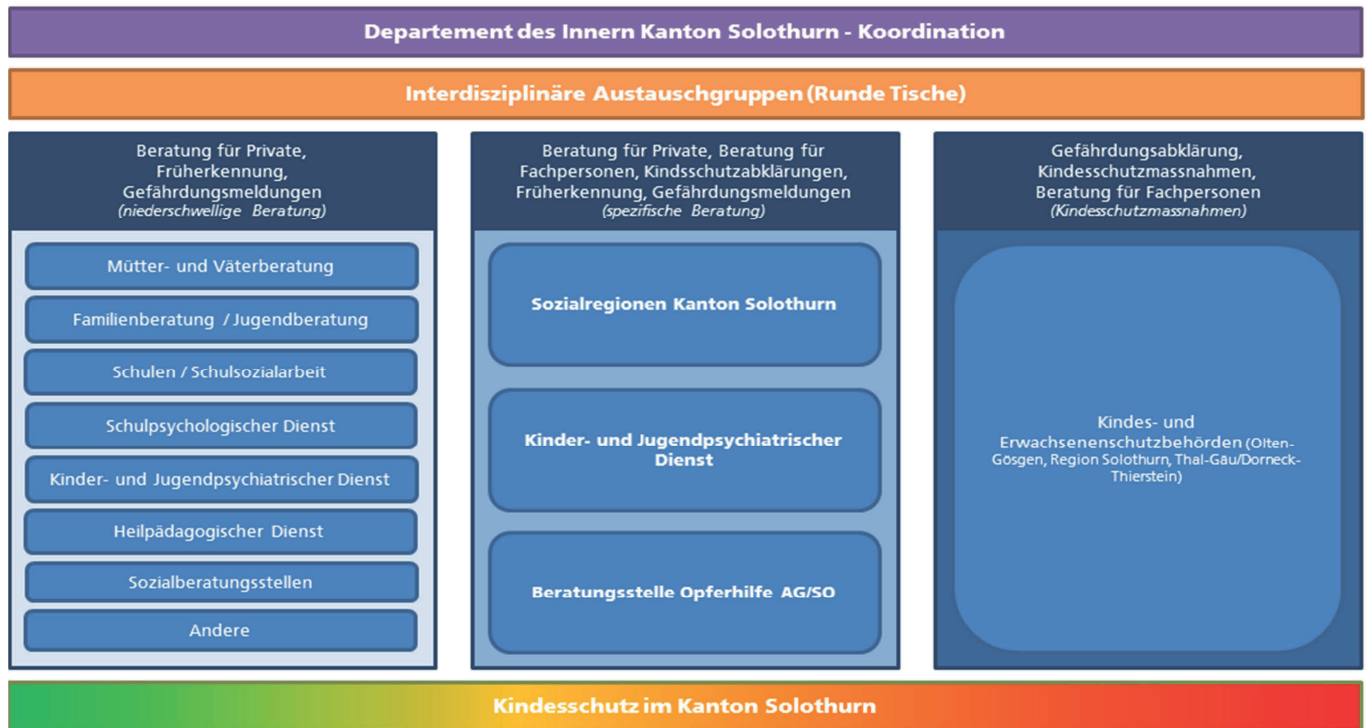 Departement des Innern Kanton Solothurn - Koordination
Interdisziplinäre Austauschgruppen (Runde Tische)
Beratung für Private,
Früherkennung,
Gefährdungsmeldungen
(niederschwellige Beratung)
Mütter- und Väterberatung
Familienberatung / Jugendberatung
Schulen / Schulsozialarbeit
Schulpsychologischer Dienst
Kinder- und Jugendpsychiatrischer Dienst
Heilpädagogischer Dienst
Sozialberatungsstellen
Andere
Beratung für Private, Beratung für
Fachpersonen, Kindsschutzabklärungen,
Früherkennung, Gefährdungsmeldungen
(spezifische Beratung)
Sozialregionen Kanton Solothurn
Kinder- und Jugendpsychiatrischer
Dienst
Beratungsstelle Opferhilfe AG/SO
Gefährdungsabklärung,
Kindesschutzmassnahmen,
Beratung für Fachpersonen
(Kindesschutzmassnahmen)
Kindes- und
Erwachsenenschutzbehörden (Olten-
Gösgen, Region Solothurn, Thal-Gäu/Dorneck-
Thierstein)
Kindesschutz im Kanton Solothurn